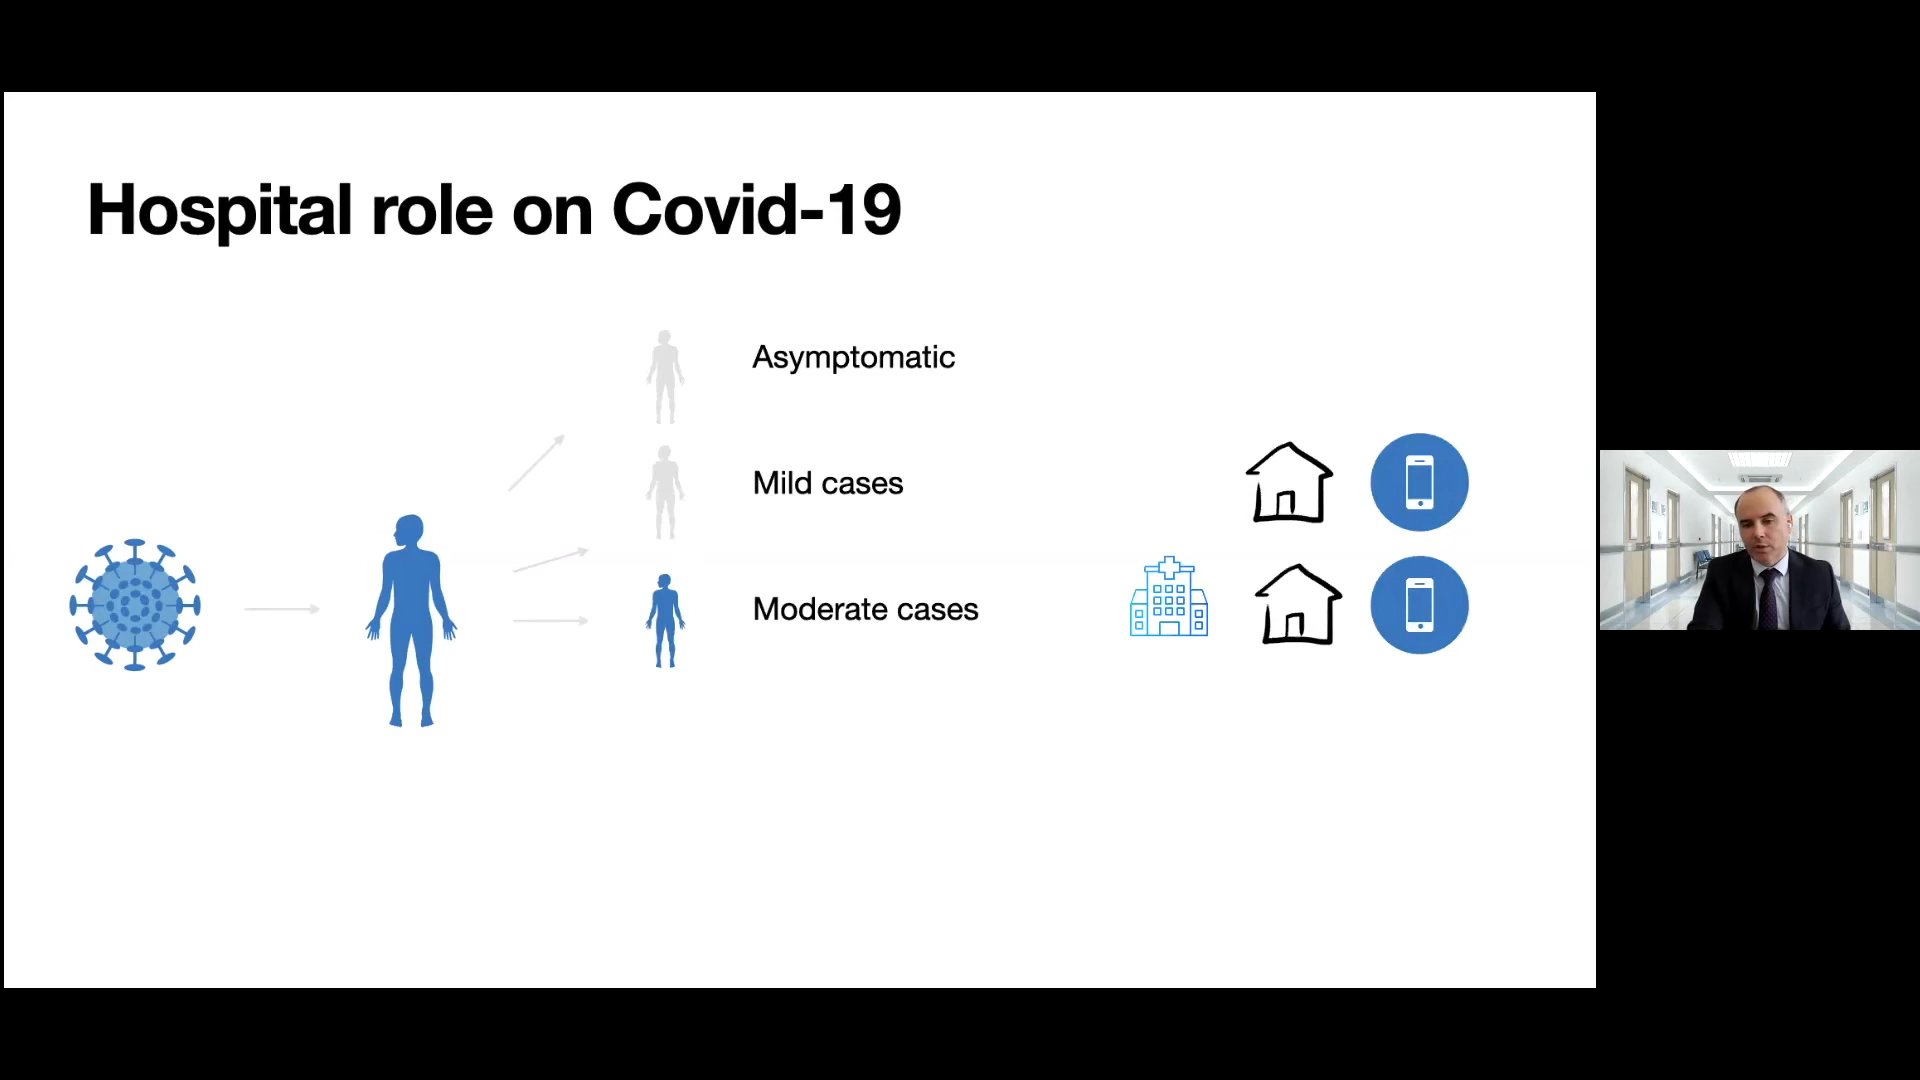 Hospital role on Covid-19
Asymptomatic
Mild cases
Moderate cases